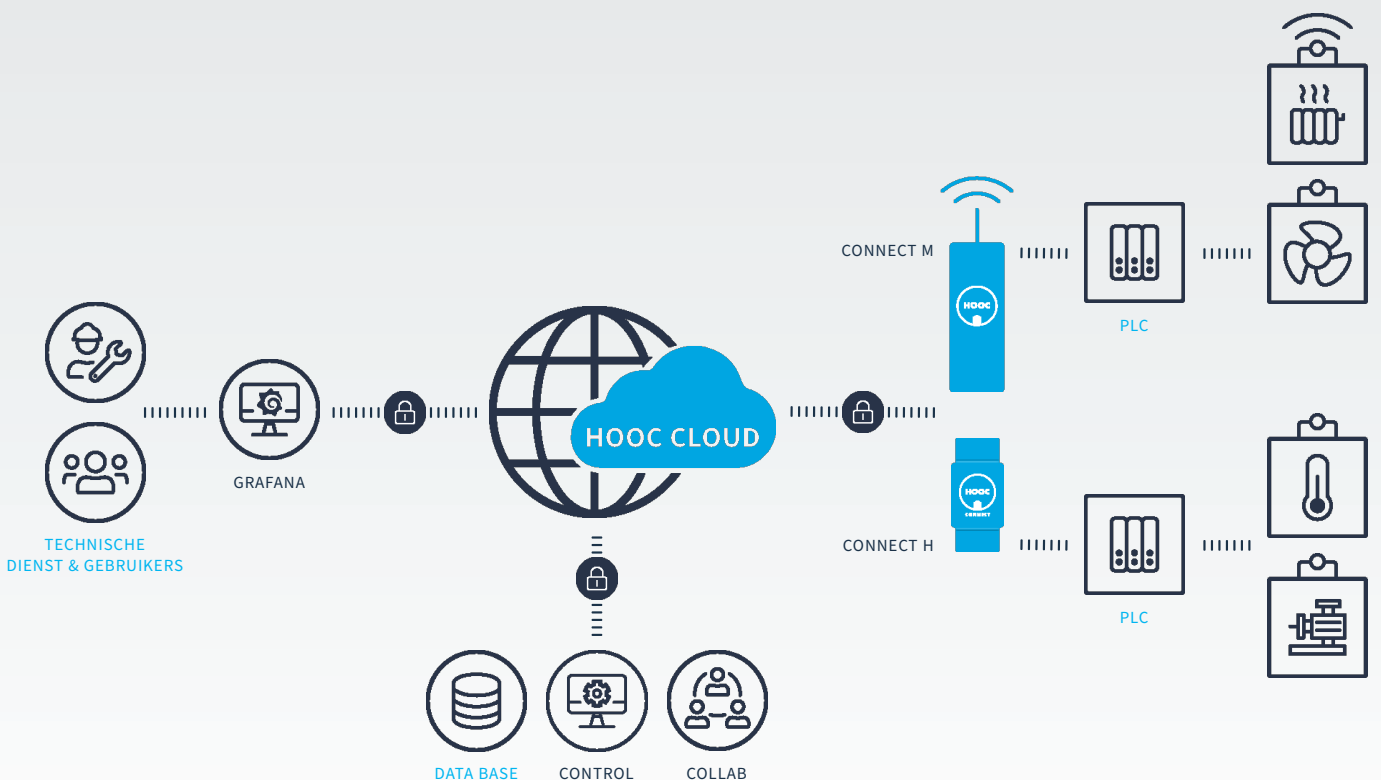 CONNECT M
HOOC
PLC
HOOC CLOUD
GRAFANA
TECHNISCHE
DIENST & GEBRUIKERS
HOOC
CONNECT
CONNECT H
PLC
DATA BASE
CONTROL
COLLAB